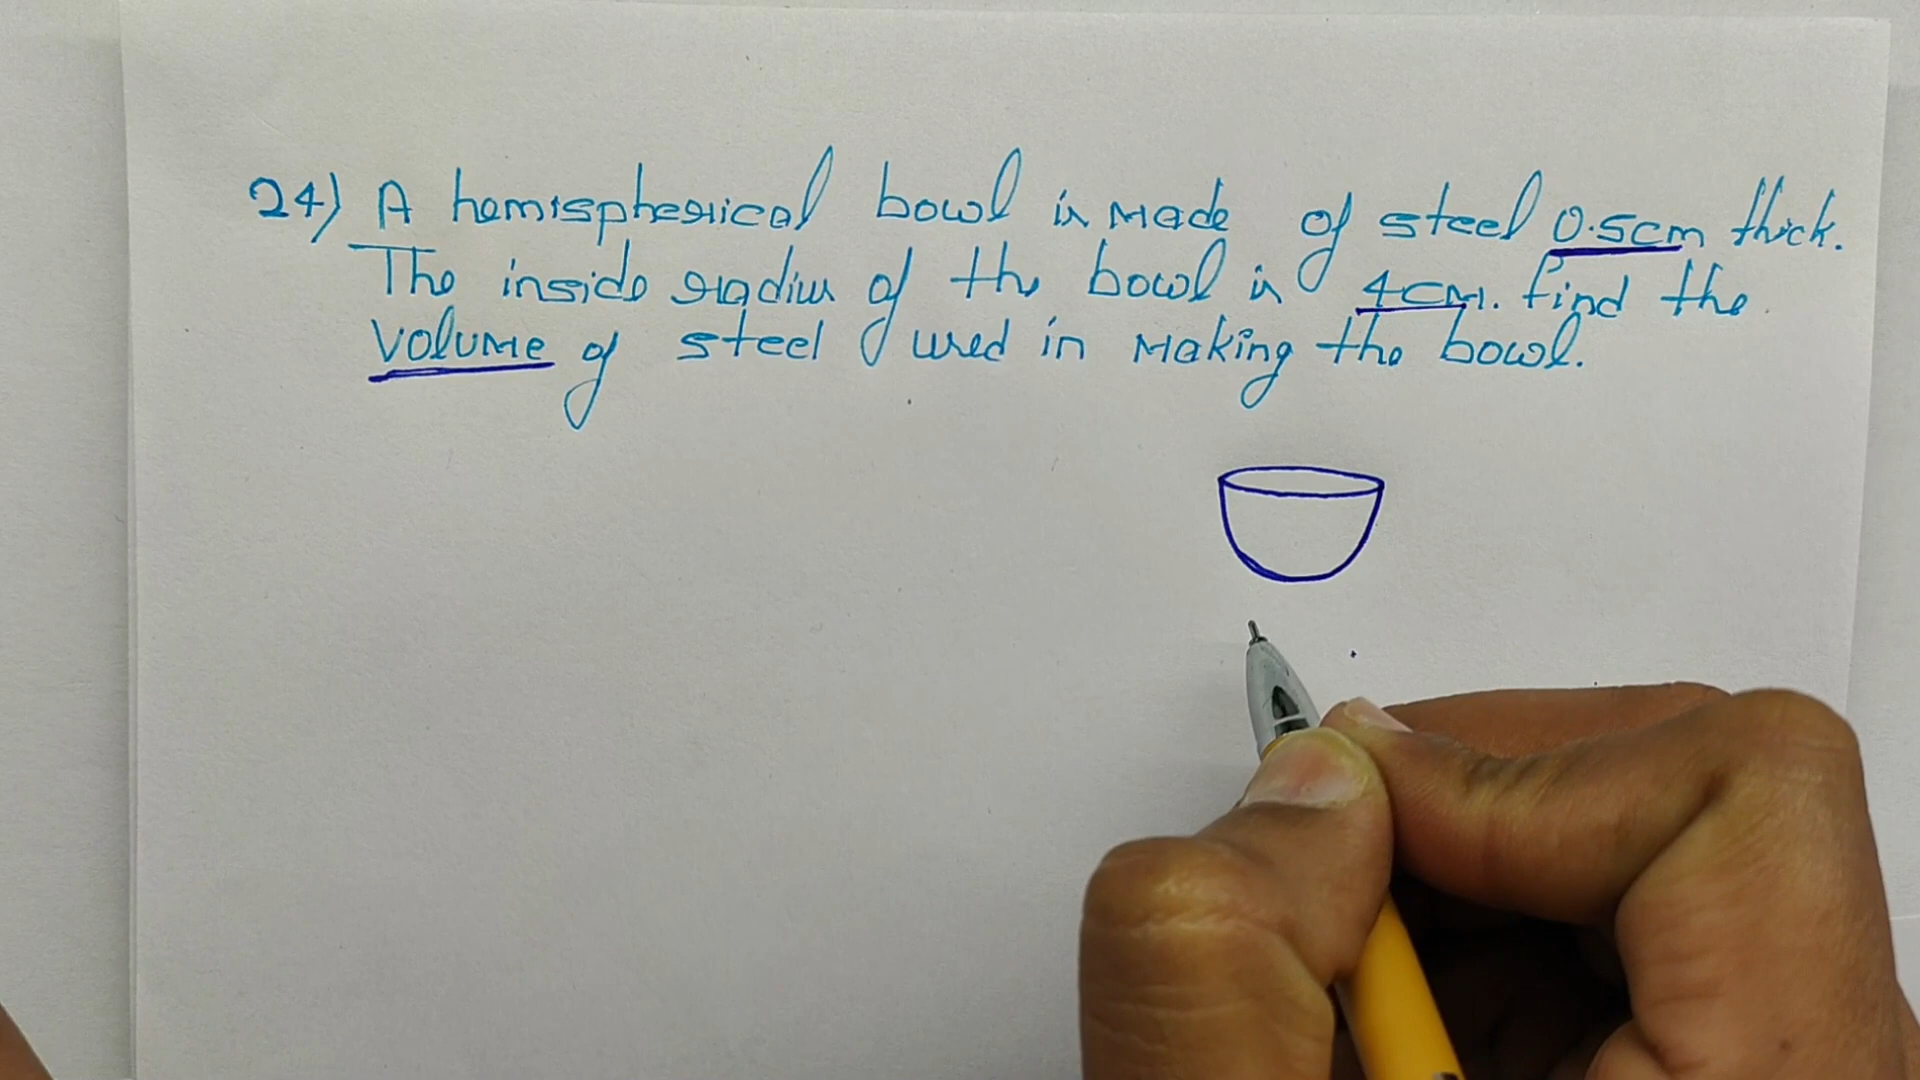 24) A hemispherical bowl is made of steel 0.5cm thick.
The inside radius of the bowl is 4cm. find the
volume of steel used in making the bowl.